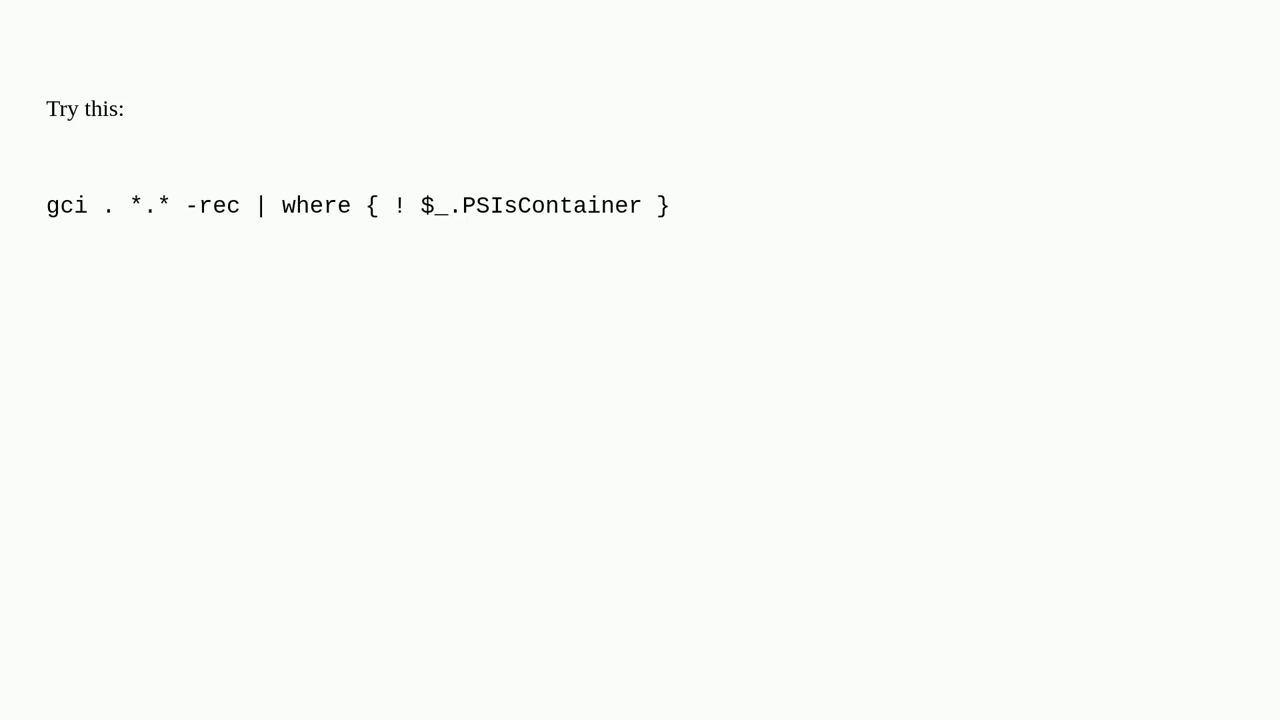 Try this:
gci . *.* -rec | where { ! $_.PSIsContainer }